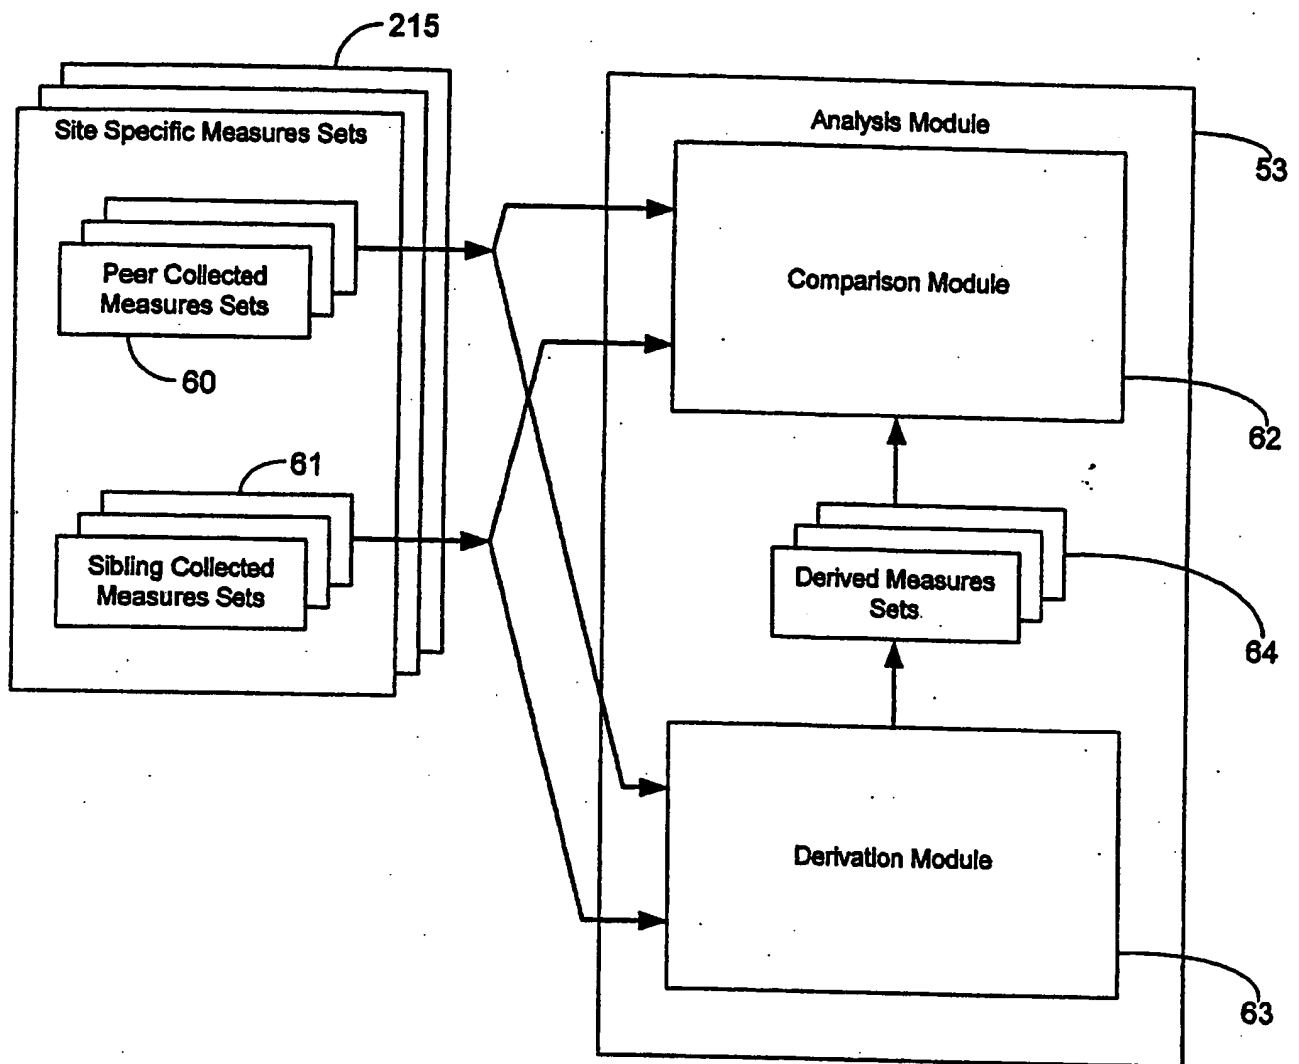 215
Site Specific Measures Sets
Analysis Module
53
Peer Collected
Measures Sets
Comparison Module
60
62
61
Sibling Collected
Measures Sets
Derived Measures
Sets
64
Derivation Module
63